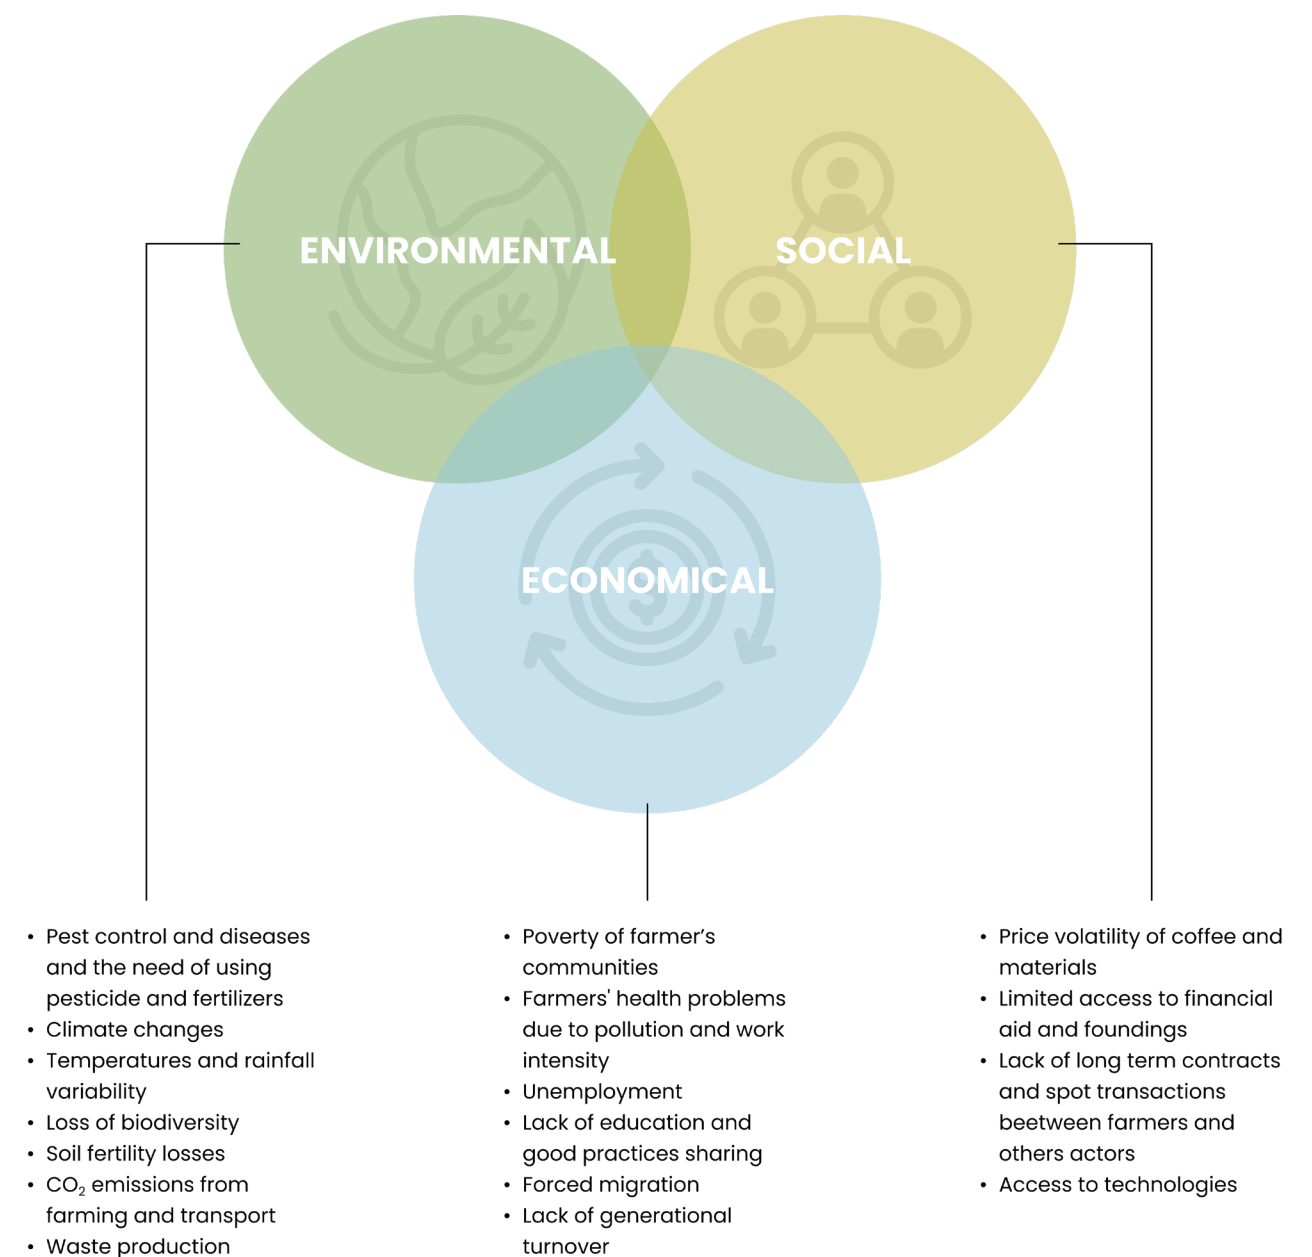 ENVIRONMENTAL
SOCIAL
ECONOMICAL
• Pest control and diseases
and the need of using
pesticide and fertilizers
• Climate changes
• Temperatures and rainfall
variability
• Loss of biodiversity
• Soil fertility losses
• CO₂ emissions from
farming and transport
• Waste production
• Poverty of farmer’s
communities
• Farmers' health problems
due to pollution and work
intensity
• Unemployment
• Lack of education and
good practices sharing
• Forced migration
• Lack of generational
turnover
• Price volatility of coffee and
materials
• Limited access to financial
aid and foundings
• Lack of long term contracts
and spot transactions
beetween farmers and
others actors
• Access to technologies